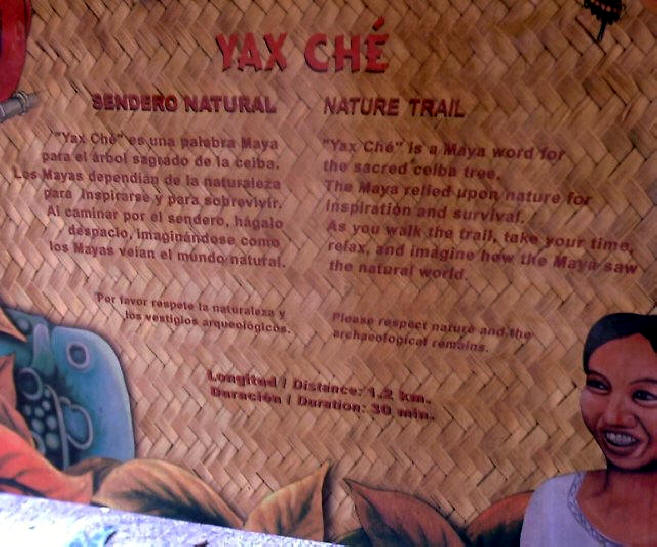 YAX CHÉ
SENDERO NATURAL
"Yax Ché" es una palabra Maya
para el árbol sagrado de la ceiba.
Los Mayas dependían de la naturaleza
para inspirarse y para sobrevivir.
Al caminar por el sendero, hágalo
despacio, imaginándose como
los Mayas veían el mundo natural.
Por favor respete la naturaleza y
los vestigios arqueológicos.
NATURE TRAIL
"Yax Ché" is a Maya word for
the sacred ceiba tree.
The Maya relied upon nature for
inspiration and survival.
As you walk the trail, take your time,
relax, and imagine how the Maya saw
the natural world.
Please respect nature and the
archaeological remains.
Longitud / Distance: 1.2 km.
Duración / Duration: 30 min.